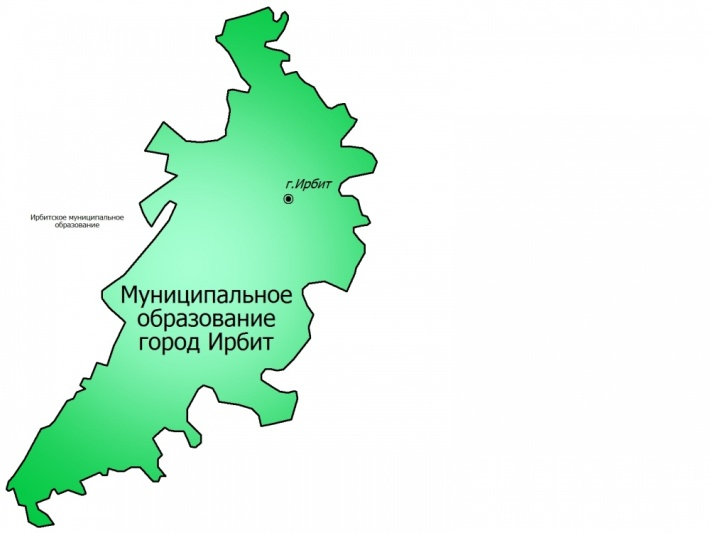 г.Ирбит
Ирбитское муниципальное
образование
Муниципальное
образование
город Ирбит